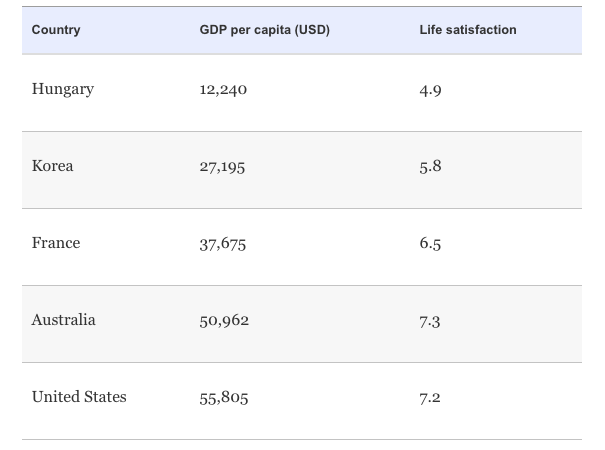 Country GDP per capita (USD) Life satisfaction
Hungary 12,240 4.9
Korea 27,195 5.8
France 37,675 6.5
Australia 50,962 7.3
United States 55,805 7.2